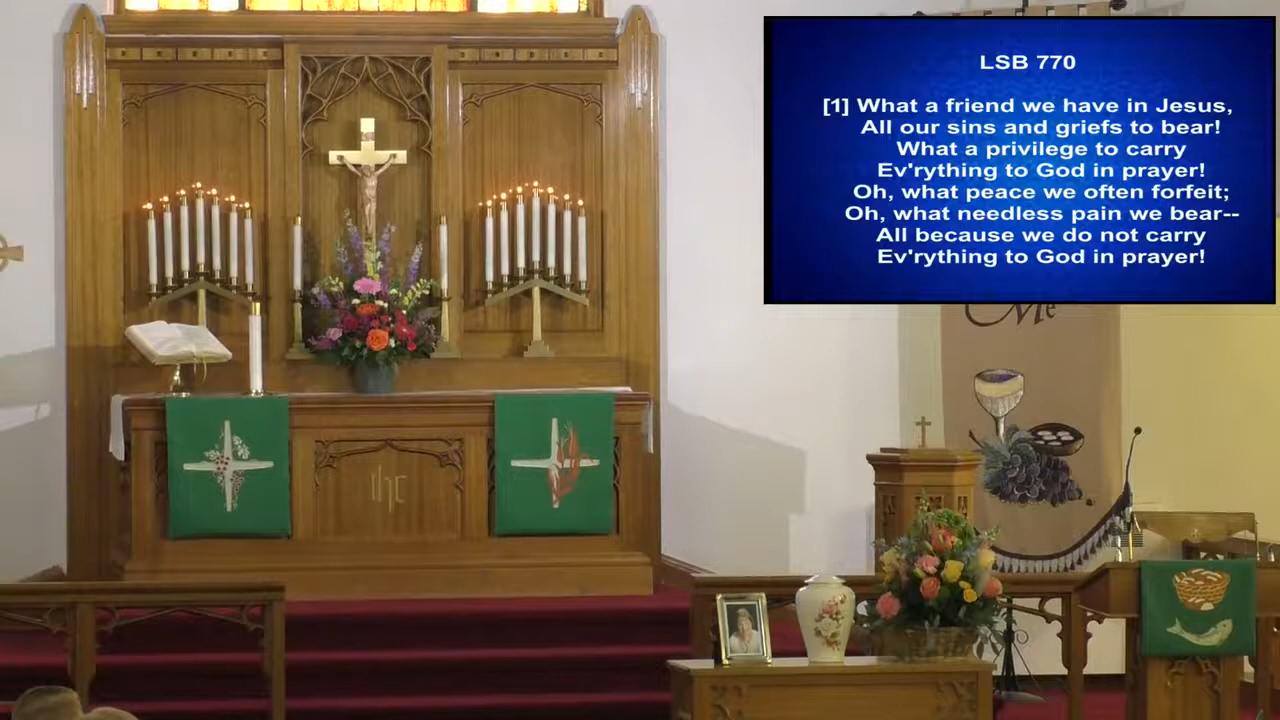 LSB 770
[1] What a friend we have in Jesus,
All our sins and griefs to bear!
What a privilege to carry
Ev'rything to God in prayer!
Oh, what peace we often forfeit;
Oh, what needless pain we bear--
All because we do not carry
Ev'rything to God in prayer!
Me
ihc